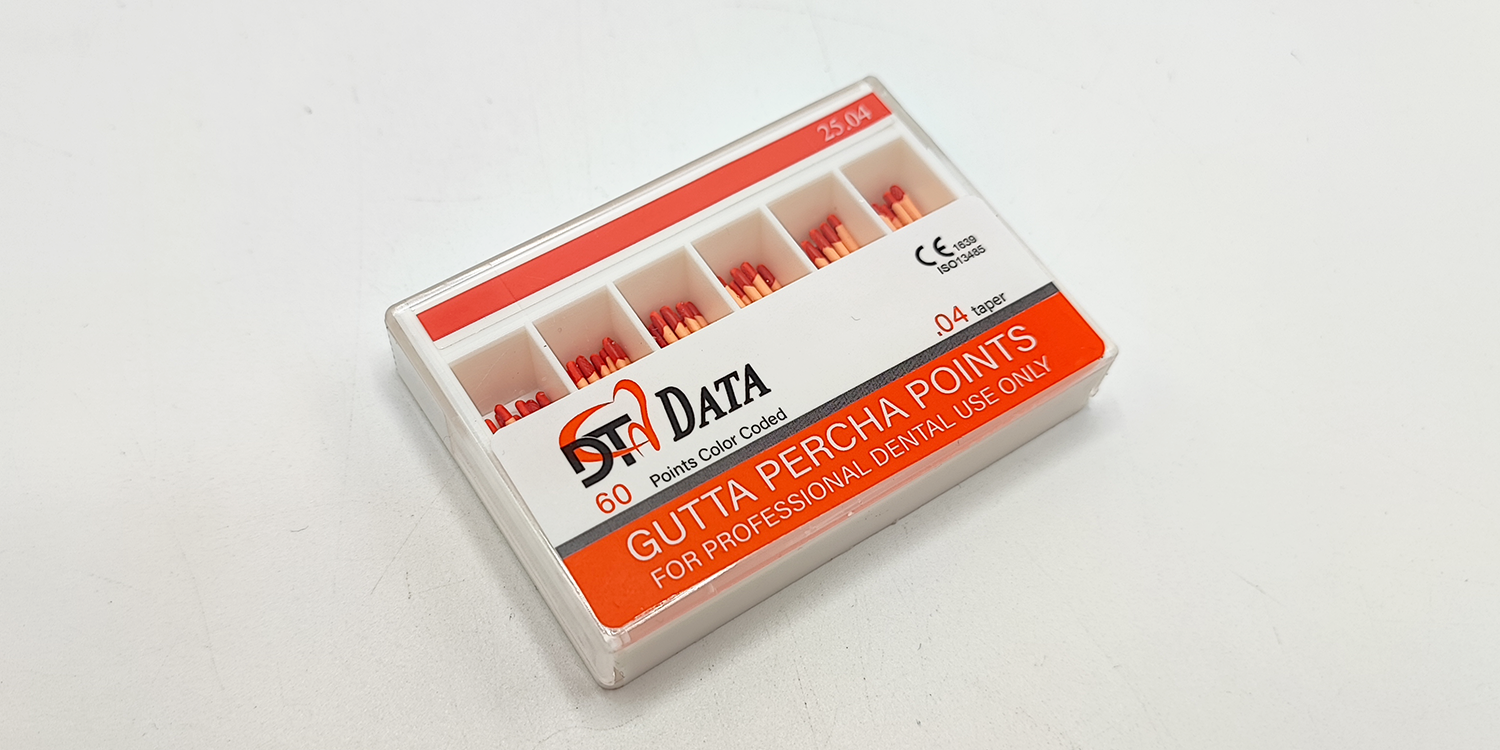 25.04
CE 1639
ISO13485
.04 taper
DT DATA
60 Points Color Coded
GUTTA PERCHA POINTS
FOR PROFESSIONAL DENTAL USE ONLY